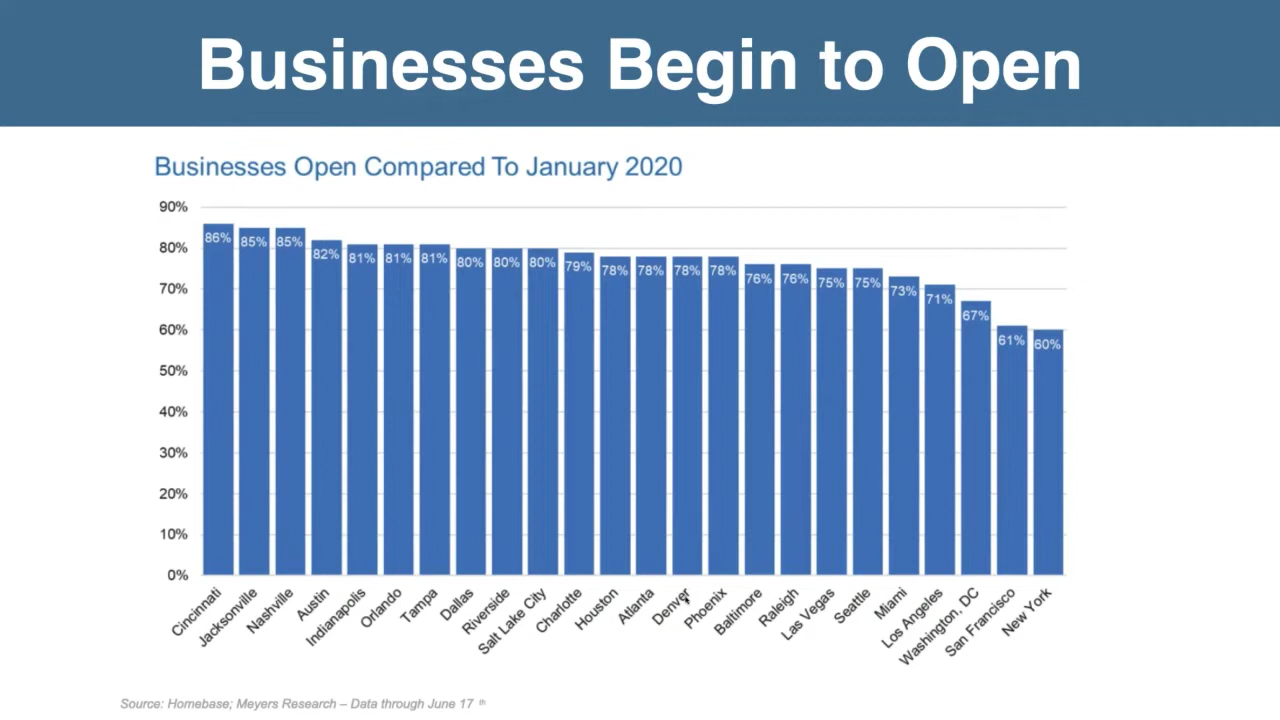 Businesses Begin to Open
Businesses Open Compared To January 2020
90%
80%
70%
60%
50%
40%
30%
20%
10%
0%
86% 85% 85% 82% 81% 81% 81% 80% 80% 80% 79% 78% 78% 78% 78% 76% 76% 75% 75% 73% 71% 67% 61% 60%
Cincinnati
Jacksonville
Nashville
Austin
Indianapolis
Orlando
Tampa
Dallas
Riverside
Salt Lake City
Charlotte
Houston
Atlanta
Denver
Phoenix
Baltimore
Raleigh
Las Vegas
Seattle
Miami
Los Angeles
Washington, DC
San Francisco
New York
Source: Homebase; Meyers Research – Data through June 17 th